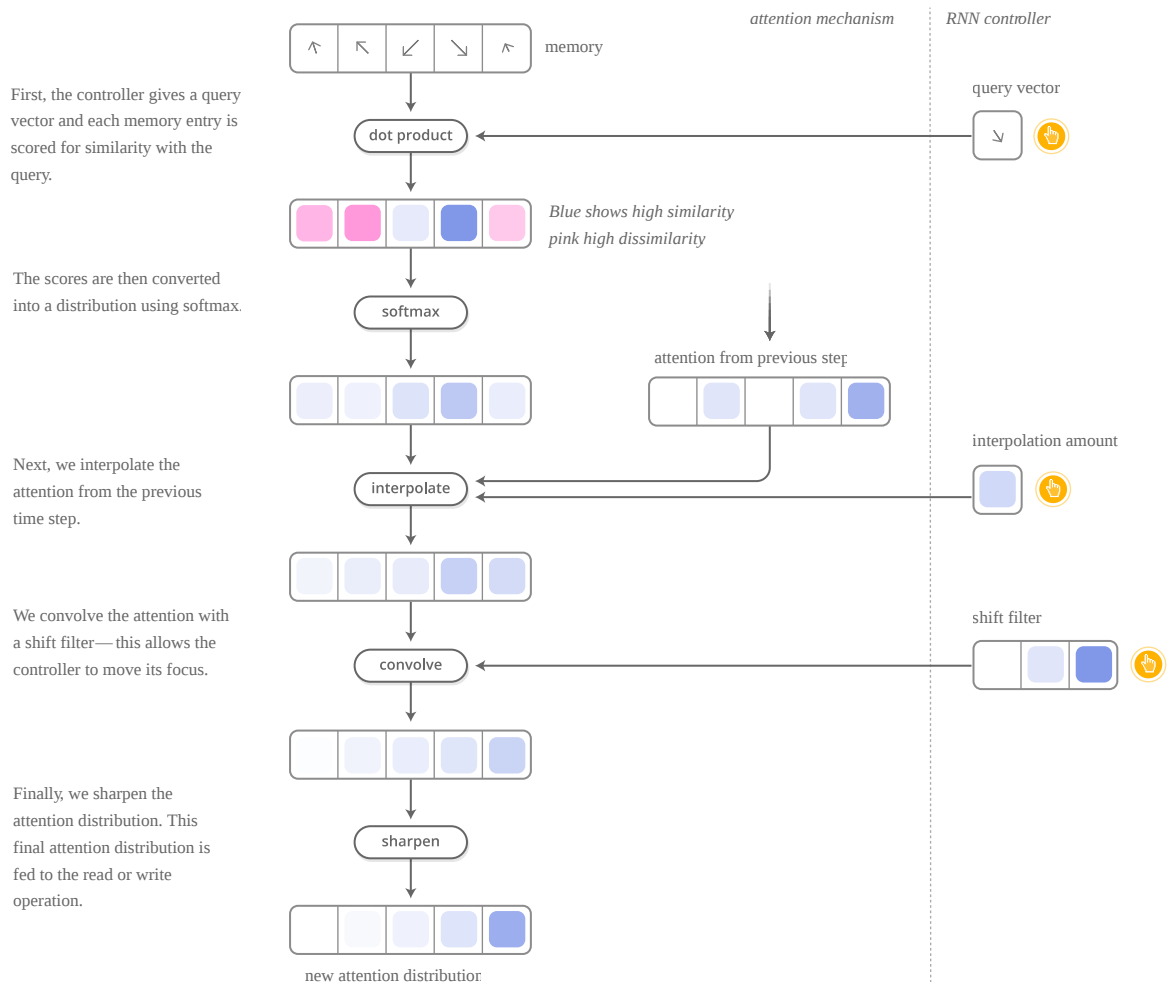 attention mechanism
RNN controller
memory
query vector
First, the controller gives a query
vector and each memory entry is
scored for similarity with the
query.
dot product
Blue shows high similarity
pink high dissimilarity
The scores are then converted
into a distribution using softmax.
softmax
attention from previous step
interpolation amount
Next, we interpolate the
attention from the previous
time step.
interpolate
We convolve the attention with
a shift filter — this allows the
controller to move its focus.
shift filter
convolve
Finally, we sharpen the
attention distribution. This
final attention distribution is
fed to the read or write
operation.
sharpen
new attention distribution